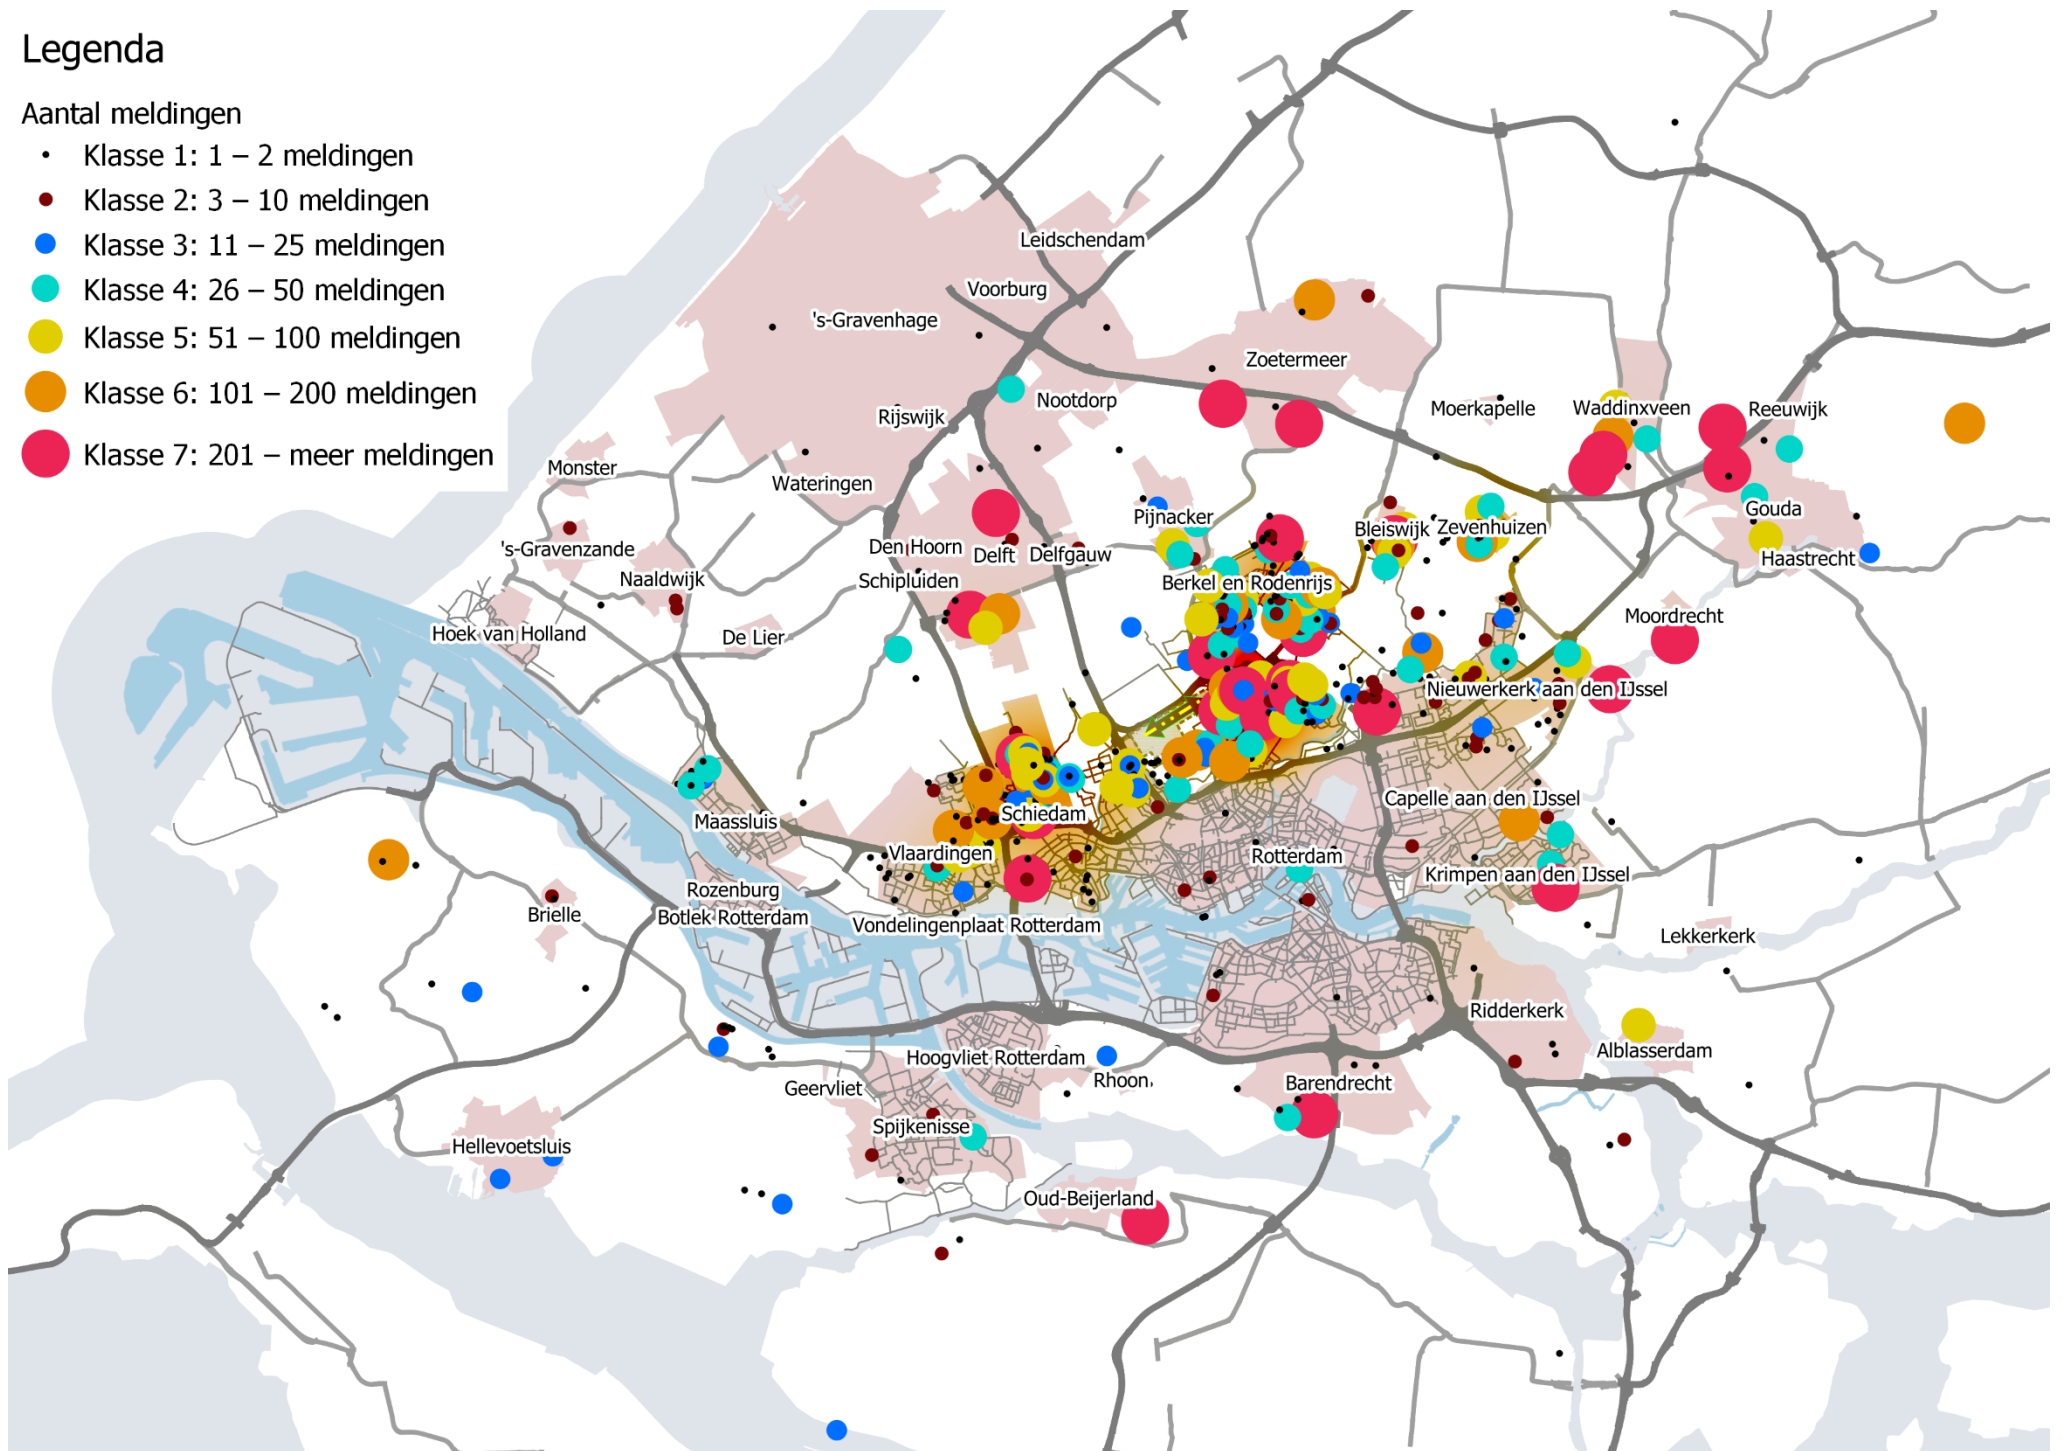 Legenda
Aantal meldingen
Klasse 1: 1 – 2 meldingen
Klasse 2: 3 – 10 meldingen
Klasse 3: 11 – 25 meldingen
Klasse 4: 26 – 50 meldingen
Klasse 5: 51 – 100 meldingen
Klasse 6: 101 – 200 meldingen
Klasse 7: 201 – meer meldingen
Leidschendam
Voorburg
's-Gravenhage
Zoetermeer
Nootdorp
Rijswijk
Moerkapelle
Waddinxveen
Reeuwijk
Monster
Wateringen
Gouda
Pijnacker
Bleiswijk
Zevenhuizen
's-Gravenzande
Den Hoorn
Delft
Delfgauw
Haastrecht
Naaldwijk
Schipluiden
Berkel en Rodenrijs
Moordrecht
Hoek van Holland
De Lier
Nieuwerkerk aan den IJssel
Capelle aan den IJssel
Schiedam
Maassluis
Vlaardingen
Rotterdam
Krimpen aan den IJssel
Rozenburg
Brielle
Botlek Rotterdam
Vondelingenplaat Rotterdam
Lekkerkerk
Ridderkerk
Alblasserdam
Hoogvliet Rotterdam
Rhoon
Geervliet
Barendrecht
Spijkenisse
Hellevoetsluis
Oud-Beijerland